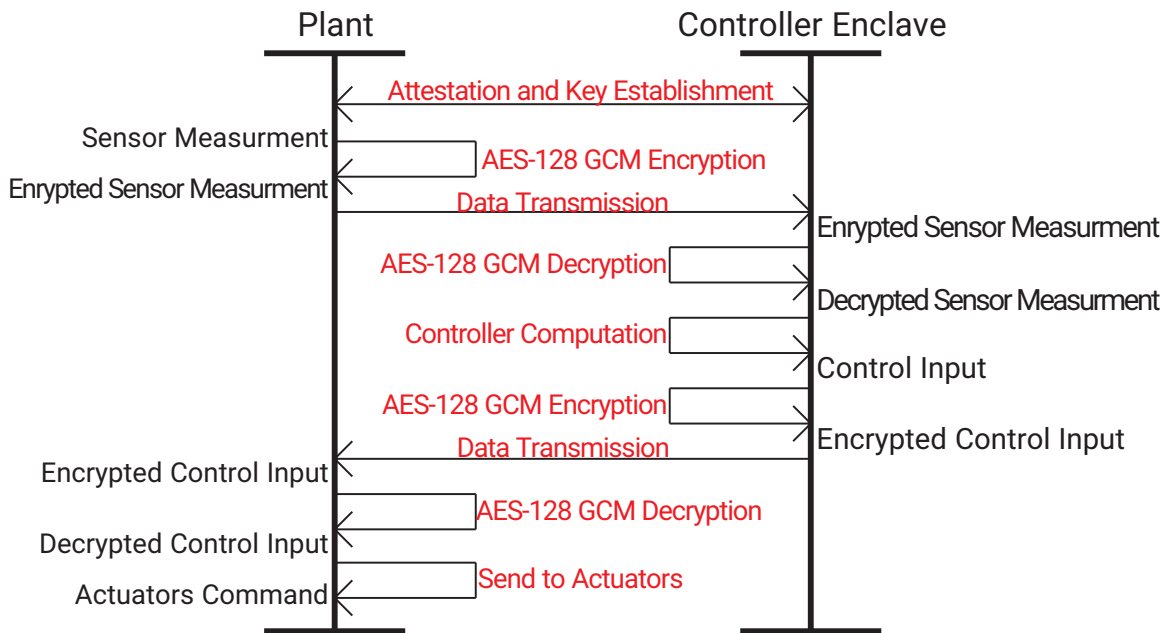 Plant
Controller Enclave
Attestation and Key Establishment
Sensor Measurment
AES-128 GCM Encryption
Enrypted Sensor Measurment
Data Transmission
Enrypted Sensor Measurment
AES-128 GCM Decryption
Decrypted Sensor Measurment
Controller Computation
Control Input
AES-128 GCM Encryption
Encrypted Control Input
Data Transmission
Encrypted Control Input
AES-128 GCM Decryption
Decrypted Control Input
Send to Actuators
Actuators Command